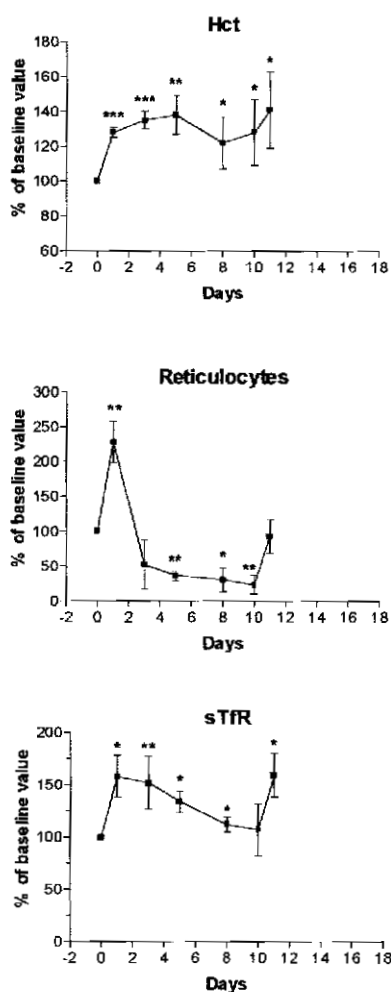 Hct
% of baseline value
180
160
140
120
100
80
60
*** *** ** * * *
-2 0 2 4 6 8 10 12 14 16 18
Days
Reticulocytes
% of baseline value
300
250
200
150
100
50
0
** ** * **
-2 0 2 4 6 8 10 12 14 16 18
Days
sTfR
% of baseline value
200
150
100
50
0
* ** * * *
-2 0 2 4 6 8 10 12 14 16 18
Days